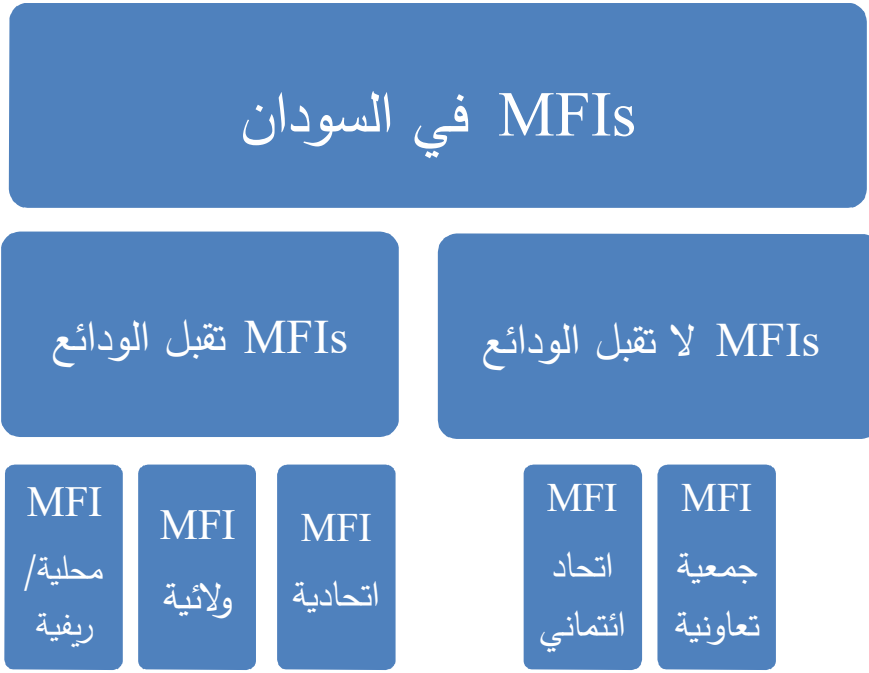 MFIs في السودان
MFIs لا تقبل الودائع
MFIs تقبل الودائع
MFI
جمعية
تعاونية
MFI
اتحاد
ائتماني
MFI
اتحادية
MFI
ولائية
MFI
محلية/
ريفية